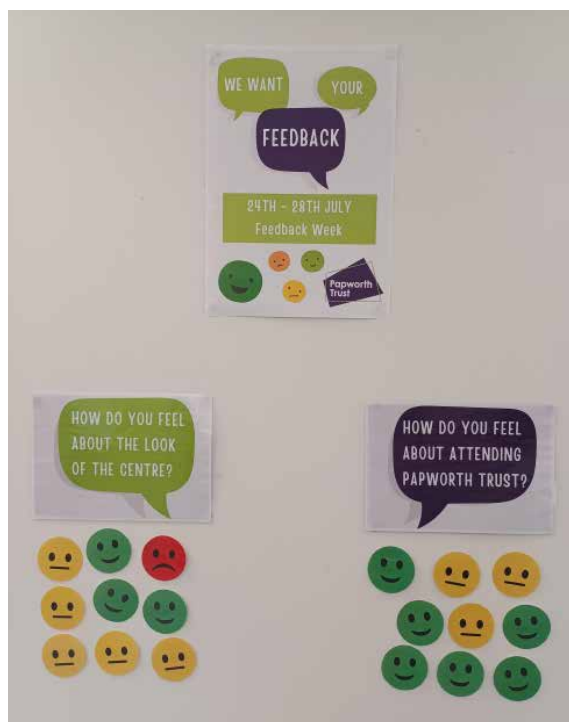 WE WANT
YOUR
FEEDBACK
24TH - 28TH JULY
Feedback Week
Papworth
Trust
HOW DO YOU FEEL
ABOUT THE LOOK
OF THE CENTRE?
HOW DO YOU FEEL
ABOUT ATTENDING
PAPWORTH TRUST?